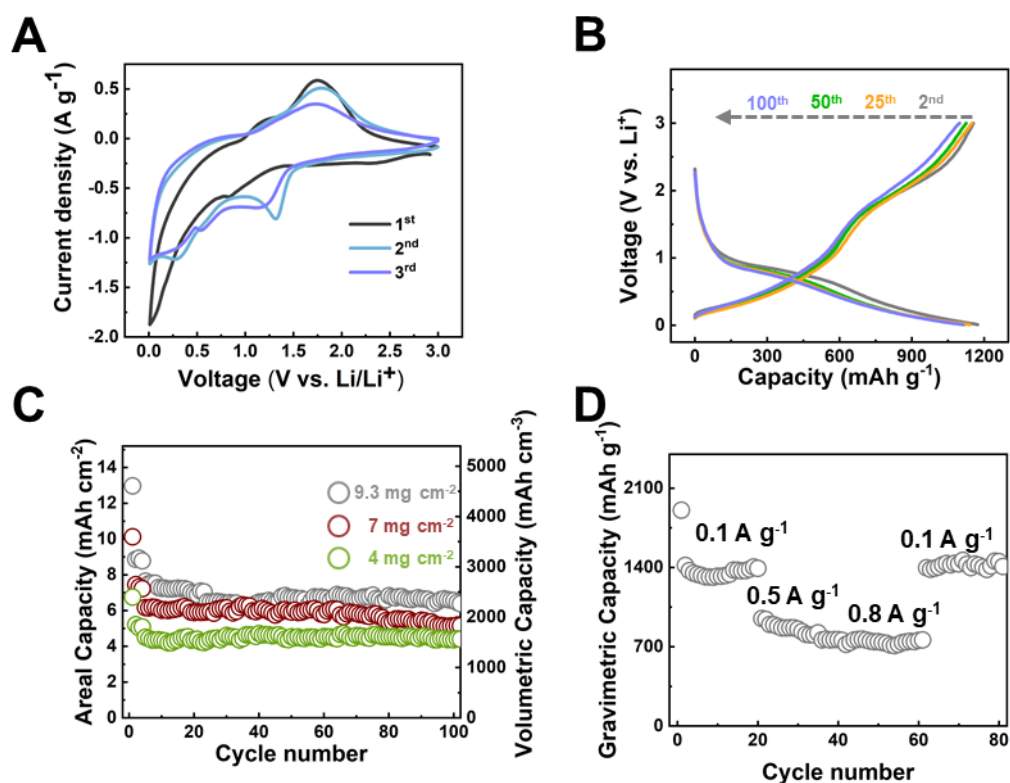 A
Current density (A g⁻¹)
0.5
0.0
-0.5
-1.0
-1.5
-2.0
1ˢᵗ
2ⁿᵈ
3ʳᵈ
0.0 0.5 1.0 1.5 2.0 2.5 3.0
Voltage (V vs. Li/Li⁺)
B
Voltage (V vs. Li⁺)
3
2
1
0
100ᵗʰ 50ᵗʰ 25ᵗʰ 2ⁿᵈ
0 300 600 900 1200
Capacity (mAh g⁻¹)
C
Areal Capacity (mAh cm⁻²)
14
12
10
8
6
4
2
0
9.3 mg cm⁻²
7 mg cm⁻²
4 mg cm⁻²
5000
4000
3000
2000
1000
0
Volumetric Capacity (mAh cm⁻³)
0 20 40 60 80 100
Cycle number
D
Gravimetric Capacity (mAh g⁻¹)
2100
1400
700
0
0.1 A g⁻¹
0.5 A g⁻¹
0.8 A g⁻¹
0.1 A g⁻¹
0 20 40 60 80
Cycle number